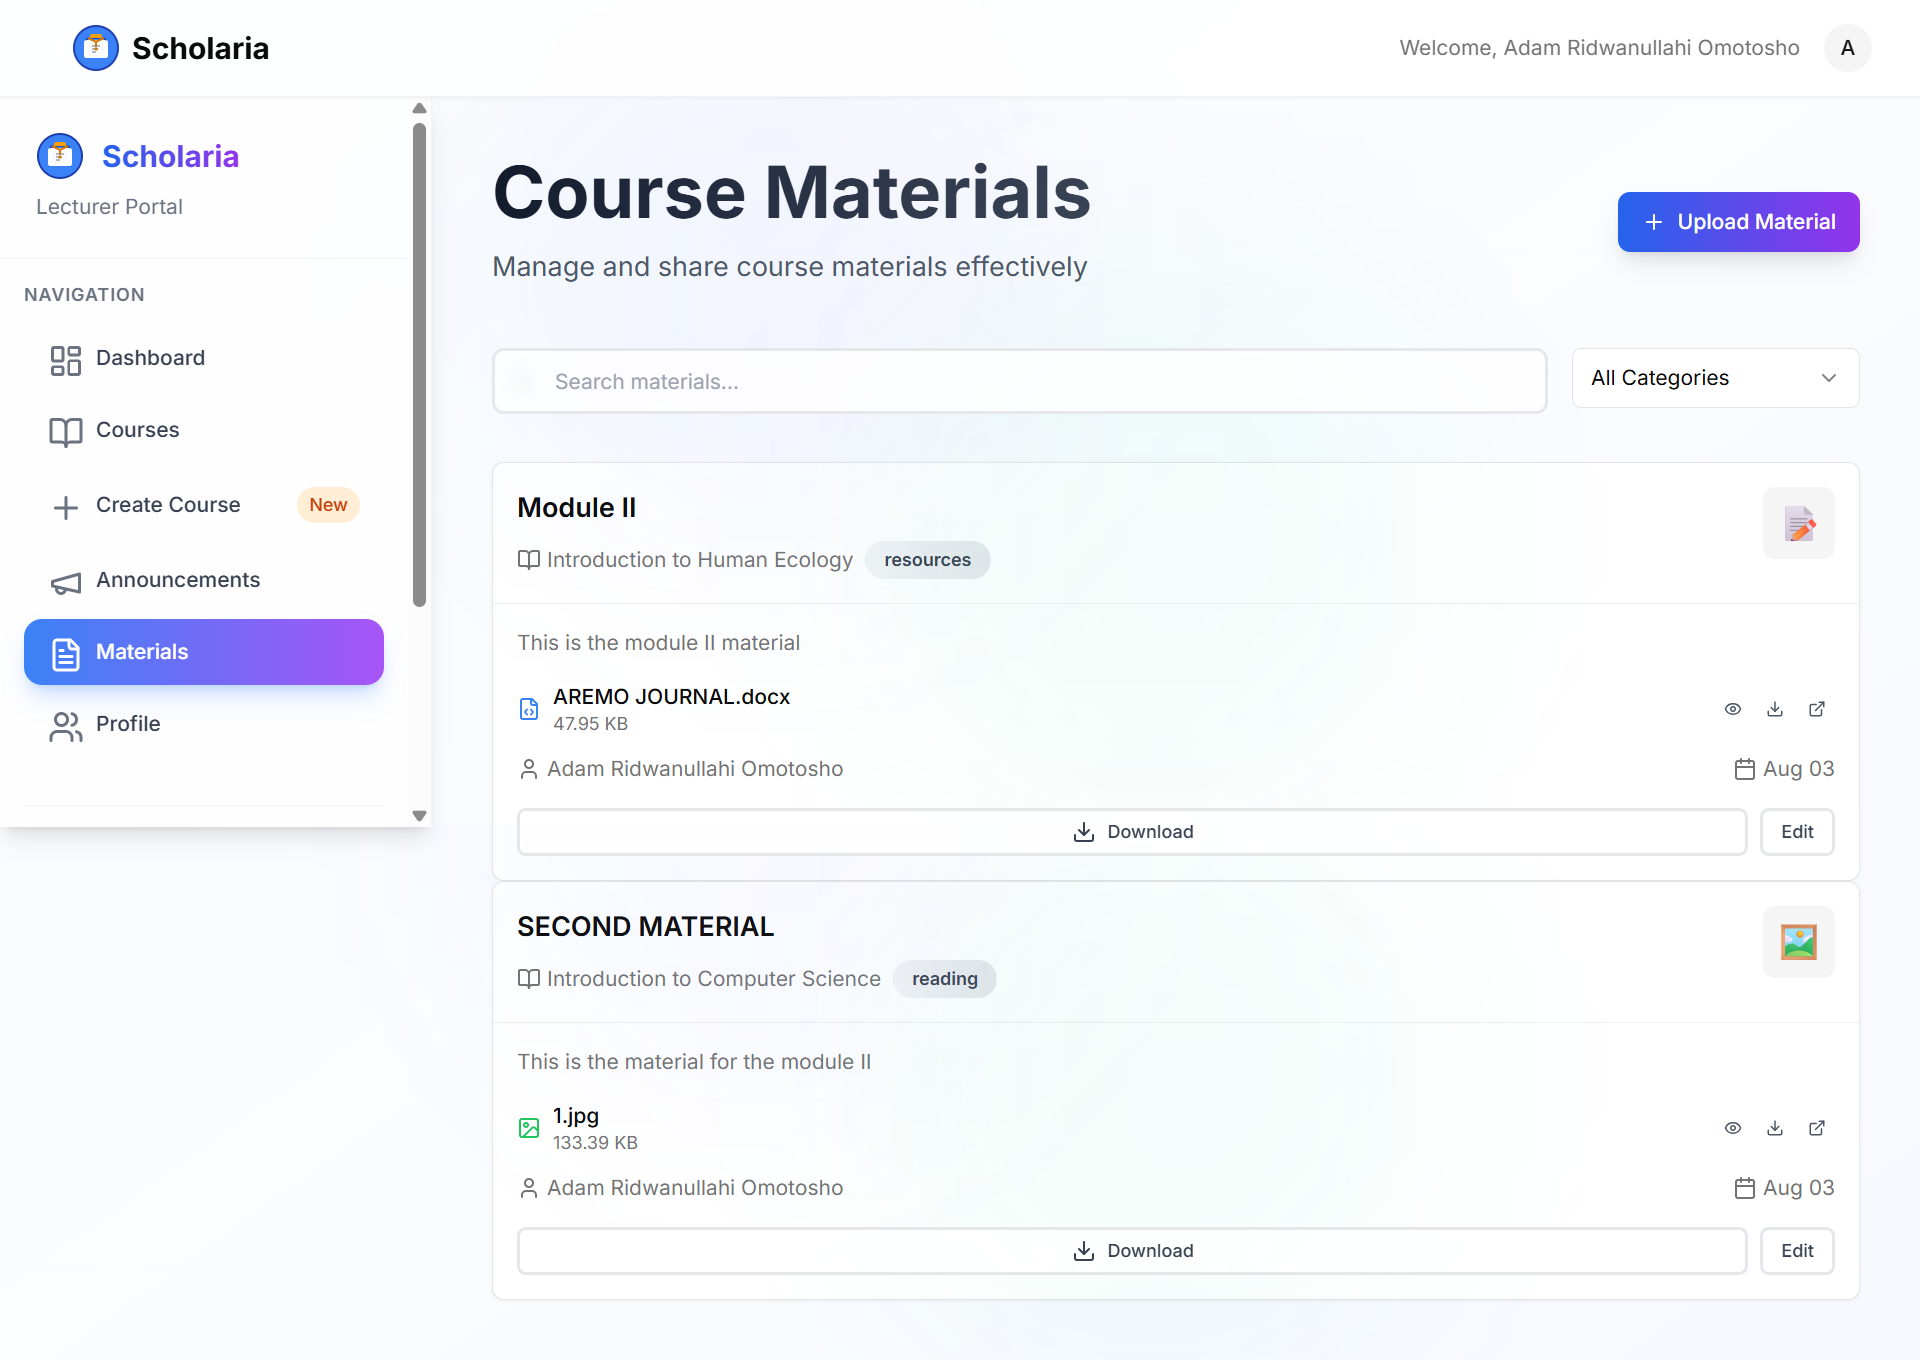 Scholaria
Welcome, Adam Ridwanullahi Omotosho
A
Scholaria
Lecturer Portal
NAVIGATION
Dashboard
Courses
Create Course
New
Announcements
Materials
Profile
Course Materials
Manage and share course materials effectively
Upload Material
Search materials...
All Categories
Module II
Introduction to Human Ecology
resources
This is the module II material
AREMO JOURNAL.docx
47.95 KB
Adam Ridwanullahi Omotosho
Aug 03
Download
Edit
SECOND MATERIAL
Introduction to Computer Science
reading
This is the material for the module II
1.jpg
133.39 KB
Adam Ridwanullahi Omotosho
Aug 03
Download
Edit